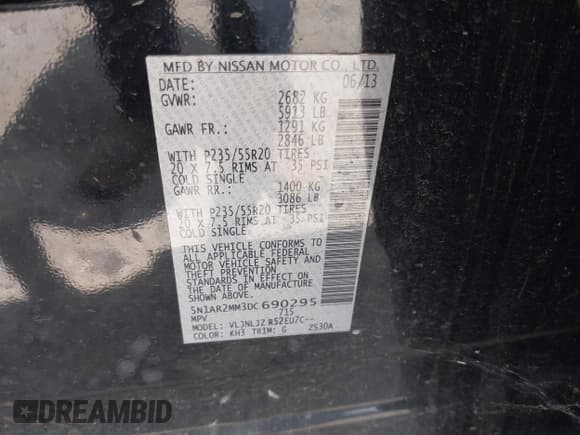 MFD BY NISSAN MOTOR CO., LTD.
DATE: 06/13
GVWR: 2682 KG
5913 LB
GAWR FR.: 1291 KG
2846 LB
WITH P235/55R20 TIRES
20 X 7.5 RIMS AT 35 PSI
COLD SINGLE
GAWR RR.: 1400 KG
3086 LB
WITH P235/55R20 TIRES
20 X 7.5 RIMS AT 35 PSI
COLD SINGLE
THIS VEHICLE CONFORMS TO
ALL APPLICABLE FEDERAL
MOTOR VEHICLE SAFETY
STANDARDS IN EFFECT ON
THE DATE OF MANUFACTURE
SHOWN ABOVE.
5N1AR2MM3DC690295
MPV 715
MODEL: VLJNLJZ R52EU7C--
COLOR: KH3 TRIM: G ZS30A
DREAMBID